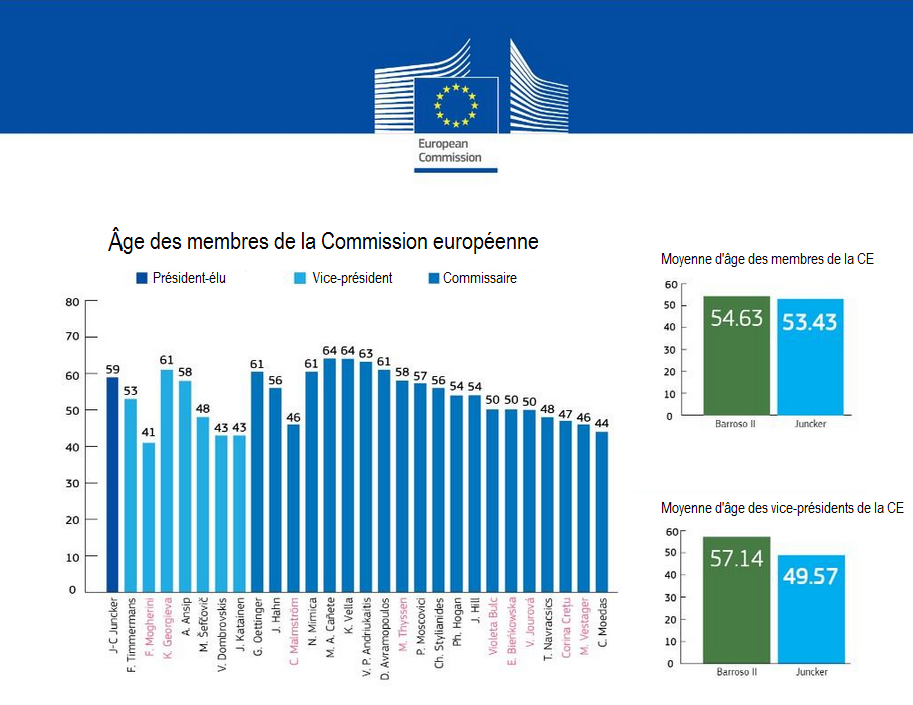 European
Commission
Âge des membres de la Commission européenne
Président-élu
Vice-président
Commissaire
80
70
60
50
40
30
20
10
0
59
53
41
61
58
48
43
43
61
56
46
61
64
64
63
61
58
57
56
54
54
50
50
50
48
47
46
44
J-C Juncker
F. Timmermans
F. Mogherini
K. Georgieva
A. Ansip
M. Šefčovič
V. Dombrovskis
J. Katainen
G. Oettinger
J. Hahn
C. Malmström
N. Mimica
M. A. Cañete
K. Vella
V. P. Andriukaitis
D. Avramopoulos
M. Thyssen
P. Moscovici
Ch. Stylianides
Ph. Hogan
J. Hill
Violeta Bulc
E. Bieńkowska
V. Jourová
T. Navracsics
Corina Crețu
M. Vestager
C. Moedas
Moyenne d'âge des membres de la CE
60
50
40
30
20
10
0
54.63
53.43
Barroso II
Juncker
Moyenne d'âge des vice-présidents de la CE
60
50
40
30
20
10
0
57.14
49.57
Barroso II
Juncker